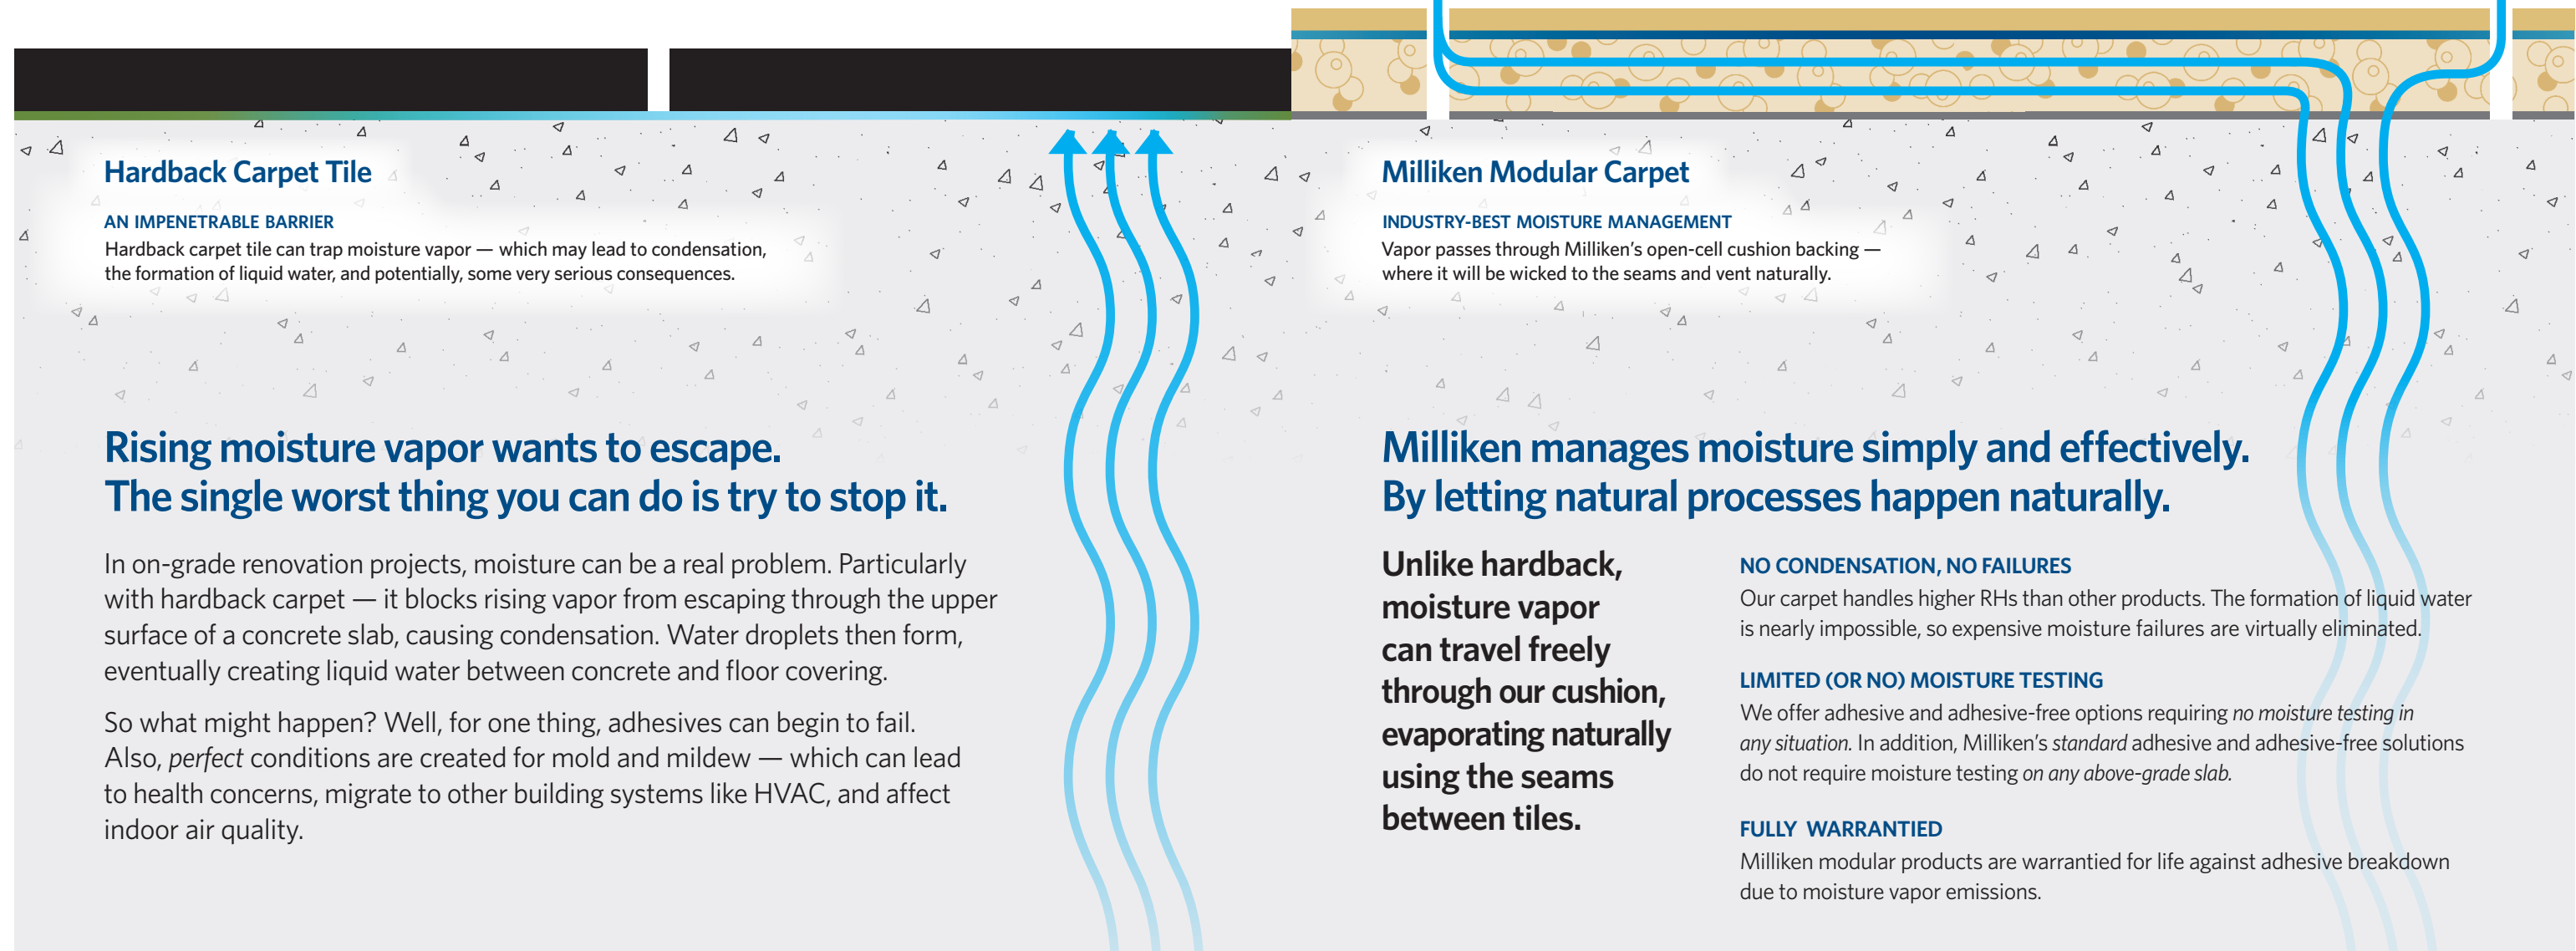 Hardback Carpet Tile
AN IMPENETRABLE BARRIER
Hardback carpet tile can trap moisture vapor — which may lead to condensation,
the formation of liquid water, and potentially, some very serious consequences.
Rising moisture vapor wants to escape.
The single worst thing you can do is try to stop it.
In on-grade renovation projects, moisture can be a real problem. Particularly
with hardback carpet — it blocks rising vapor from escaping through the upper
surface of a concrete slab, causing condensation. Water droplets then form,
eventually creating liquid water between concrete and floor covering.
So what might happen? Well, for one thing, adhesives can begin to fail.
Also, perfect conditions are created for mold and mildew — which can lead
to health concerns, migrate to other building systems like HVAC, and affect
indoor air quality.
Milliken Modular Carpet
INDUSTRY-BEST MOISTURE MANAGEMENT
Vapor passes through Milliken’s open-cell cushion backing —
where it will be wicked to the seams and vent naturally.
Milliken manages moisture simply and effectively.
By letting natural processes happen naturally.
Unlike hardback,
moisture vapor
can travel freely
through our cushion,
evaporating naturally
using the seams
between tiles.
NO CONDENSATION, NO FAILURES
Our carpet handles higher RHs than other products. The formation of liquid water
is nearly impossible, so expensive moisture failures are virtually eliminated.
LIMITED (OR NO) MOISTURE TESTING
We offer adhesive and adhesive-free options requiring no moisture testing in
any situation. In addition, Milliken’s standard adhesive and adhesive-free solutions
do not require moisture testing on any above-grade slab.
FULLY WARRANTIED
Milliken modular products are warrantied for life against adhesive breakdown
due to moisture vapor emissions.